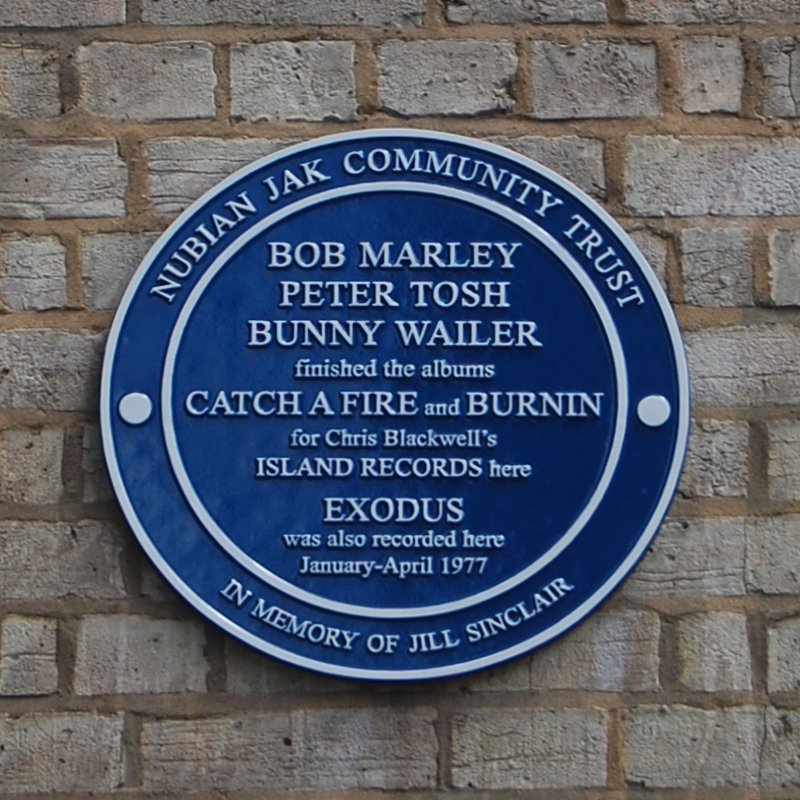 NUBIAN JAK COMMUNITY TRUST
BOB MARLEY
PETER TOSH
BUNNY WAILER
finished the albums
CATCH A FIRE and BURNIN
for Chris Blackwell's
ISLAND RECORDS here
EXODUS
was also recorded here
January-April 1977
IN MEMORY OF JILL SINCLAIR